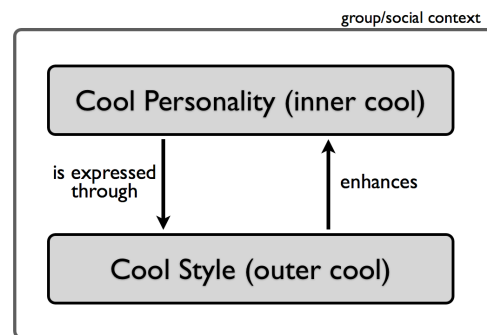 group/social context
Cool Personality (inner cool)
is expressed
through
enhances
Cool Style (outer cool)